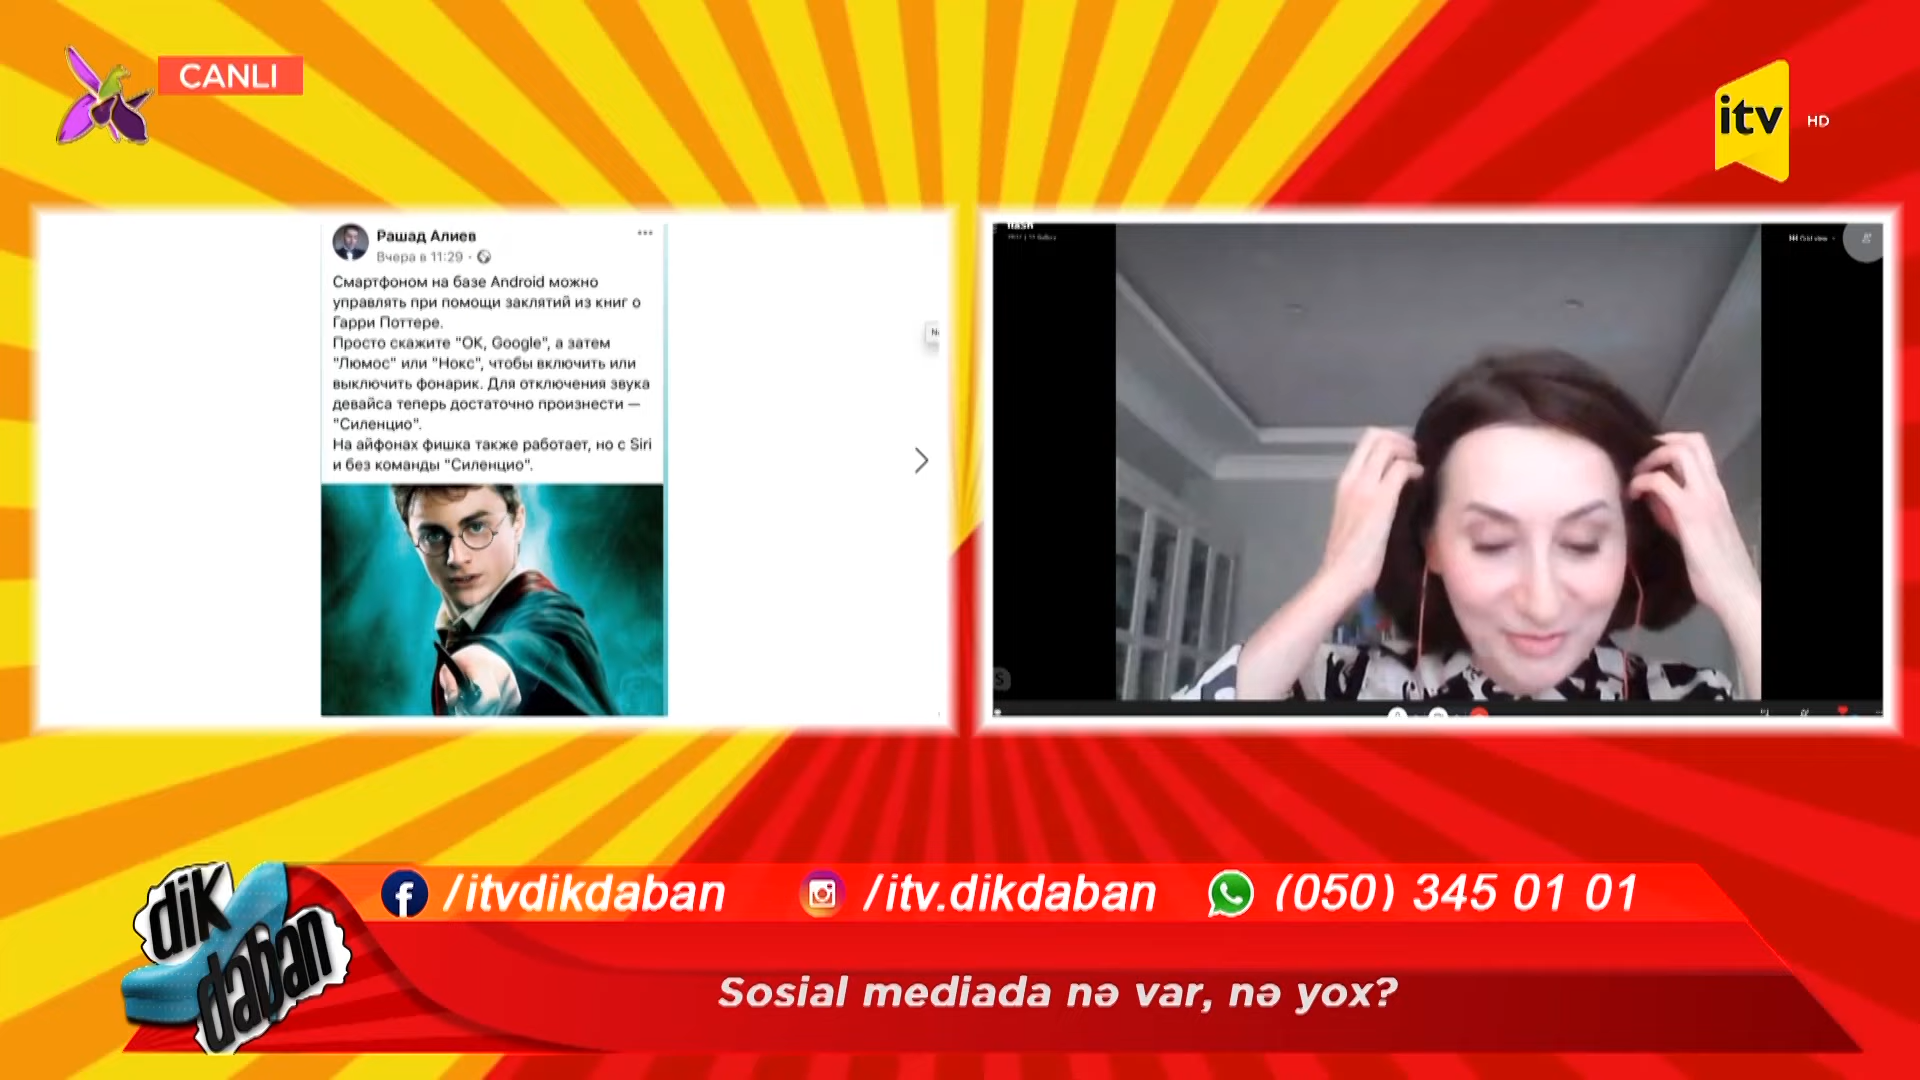 CANLI
itv HD
Рашад Алиев
Вчера в 11:29
Смартфоном на базе Android можно
управлять при помощи заклятий из книг о
Гарри Поттере.
Просто скажите "OK, Google", а затем
"Люмос" или "Нокс", чтобы включить или
выключить фонарик. Для отключения звука
девайса теперь достаточно произнести —
"Силенцио".
На айфонах фишка также работает, но с Siri
и без команды "Силенцио".
/itvdikdaban
/itv.dikdaban
(050) 345 01 01
dik
daban
Sosial mediada nə var, nə yox?